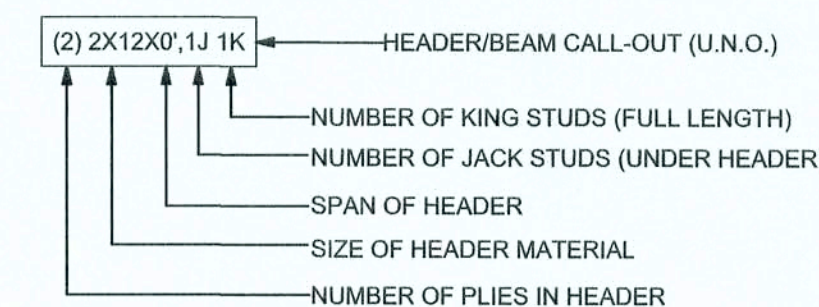 (2) 2X12X0',1J 1K
HEADER/BEAM CALL-OUT (U.N.O.)
NUMBER OF KING STUDS (FULL LENGTH)
NUMBER OF JACK STUDS (UNDER HEADER
SPAN OF HEADER
SIZE OF HEADER MATERIAL
NUMBER OF PLIES IN HEADER